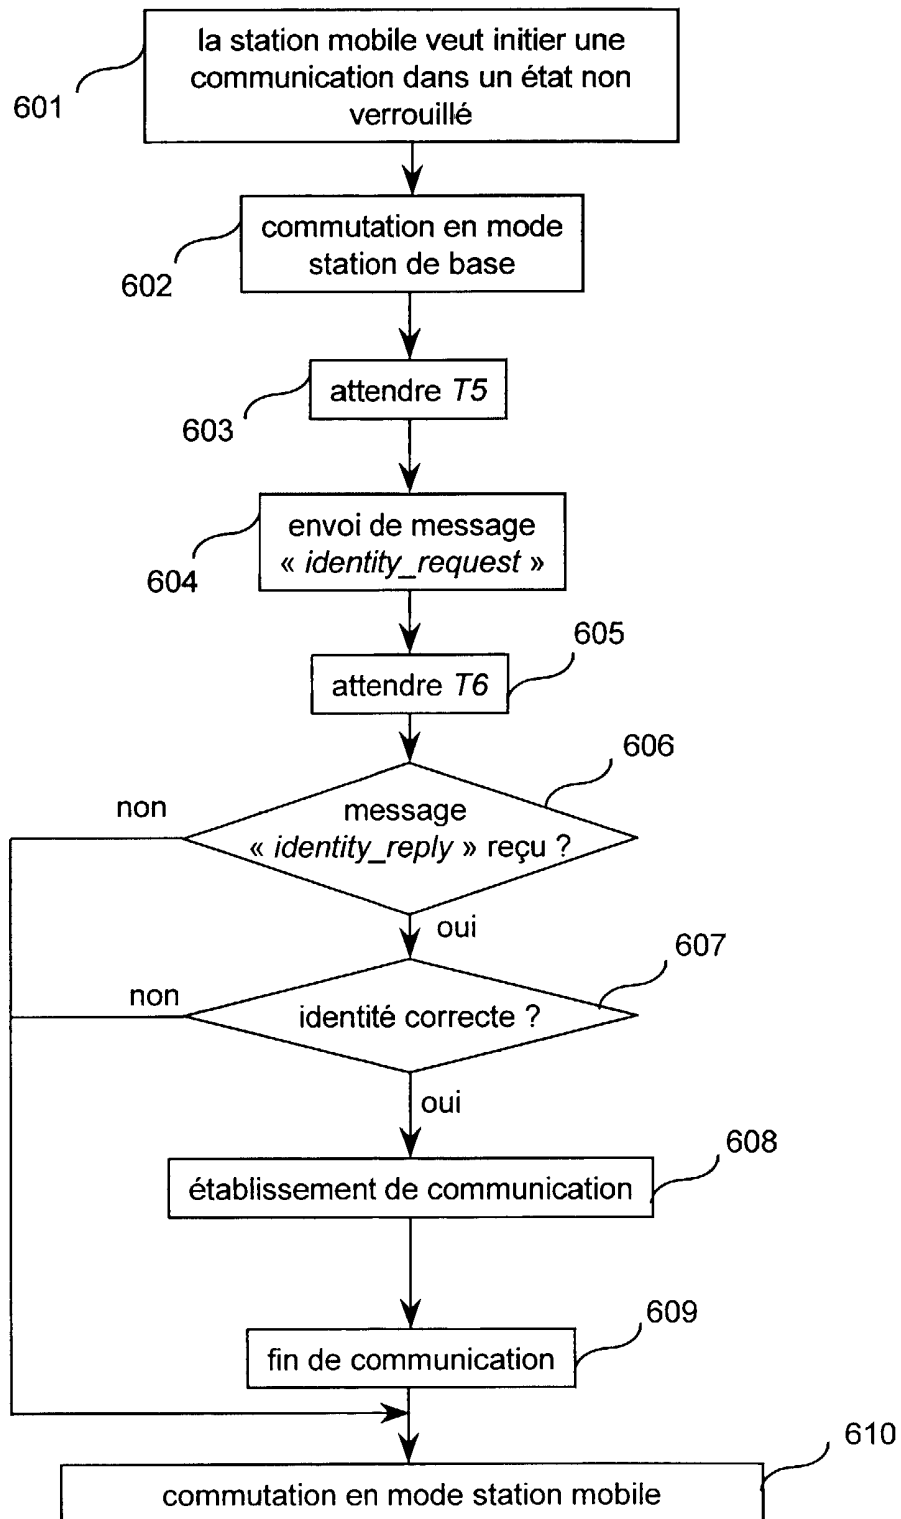 la station mobile veut initier une
communication dans un état non
verrouillé
601
commutation en mode
station de base
602
attendre T5
603
envoi de message
« identity_request »
604
605
attendre T6
606
non
message
« identity_reply » reçu ?
oui
607
non
identité correcte ?
oui
608
établissement de communication
609
fin de communication
610
commutation en mode station mobile